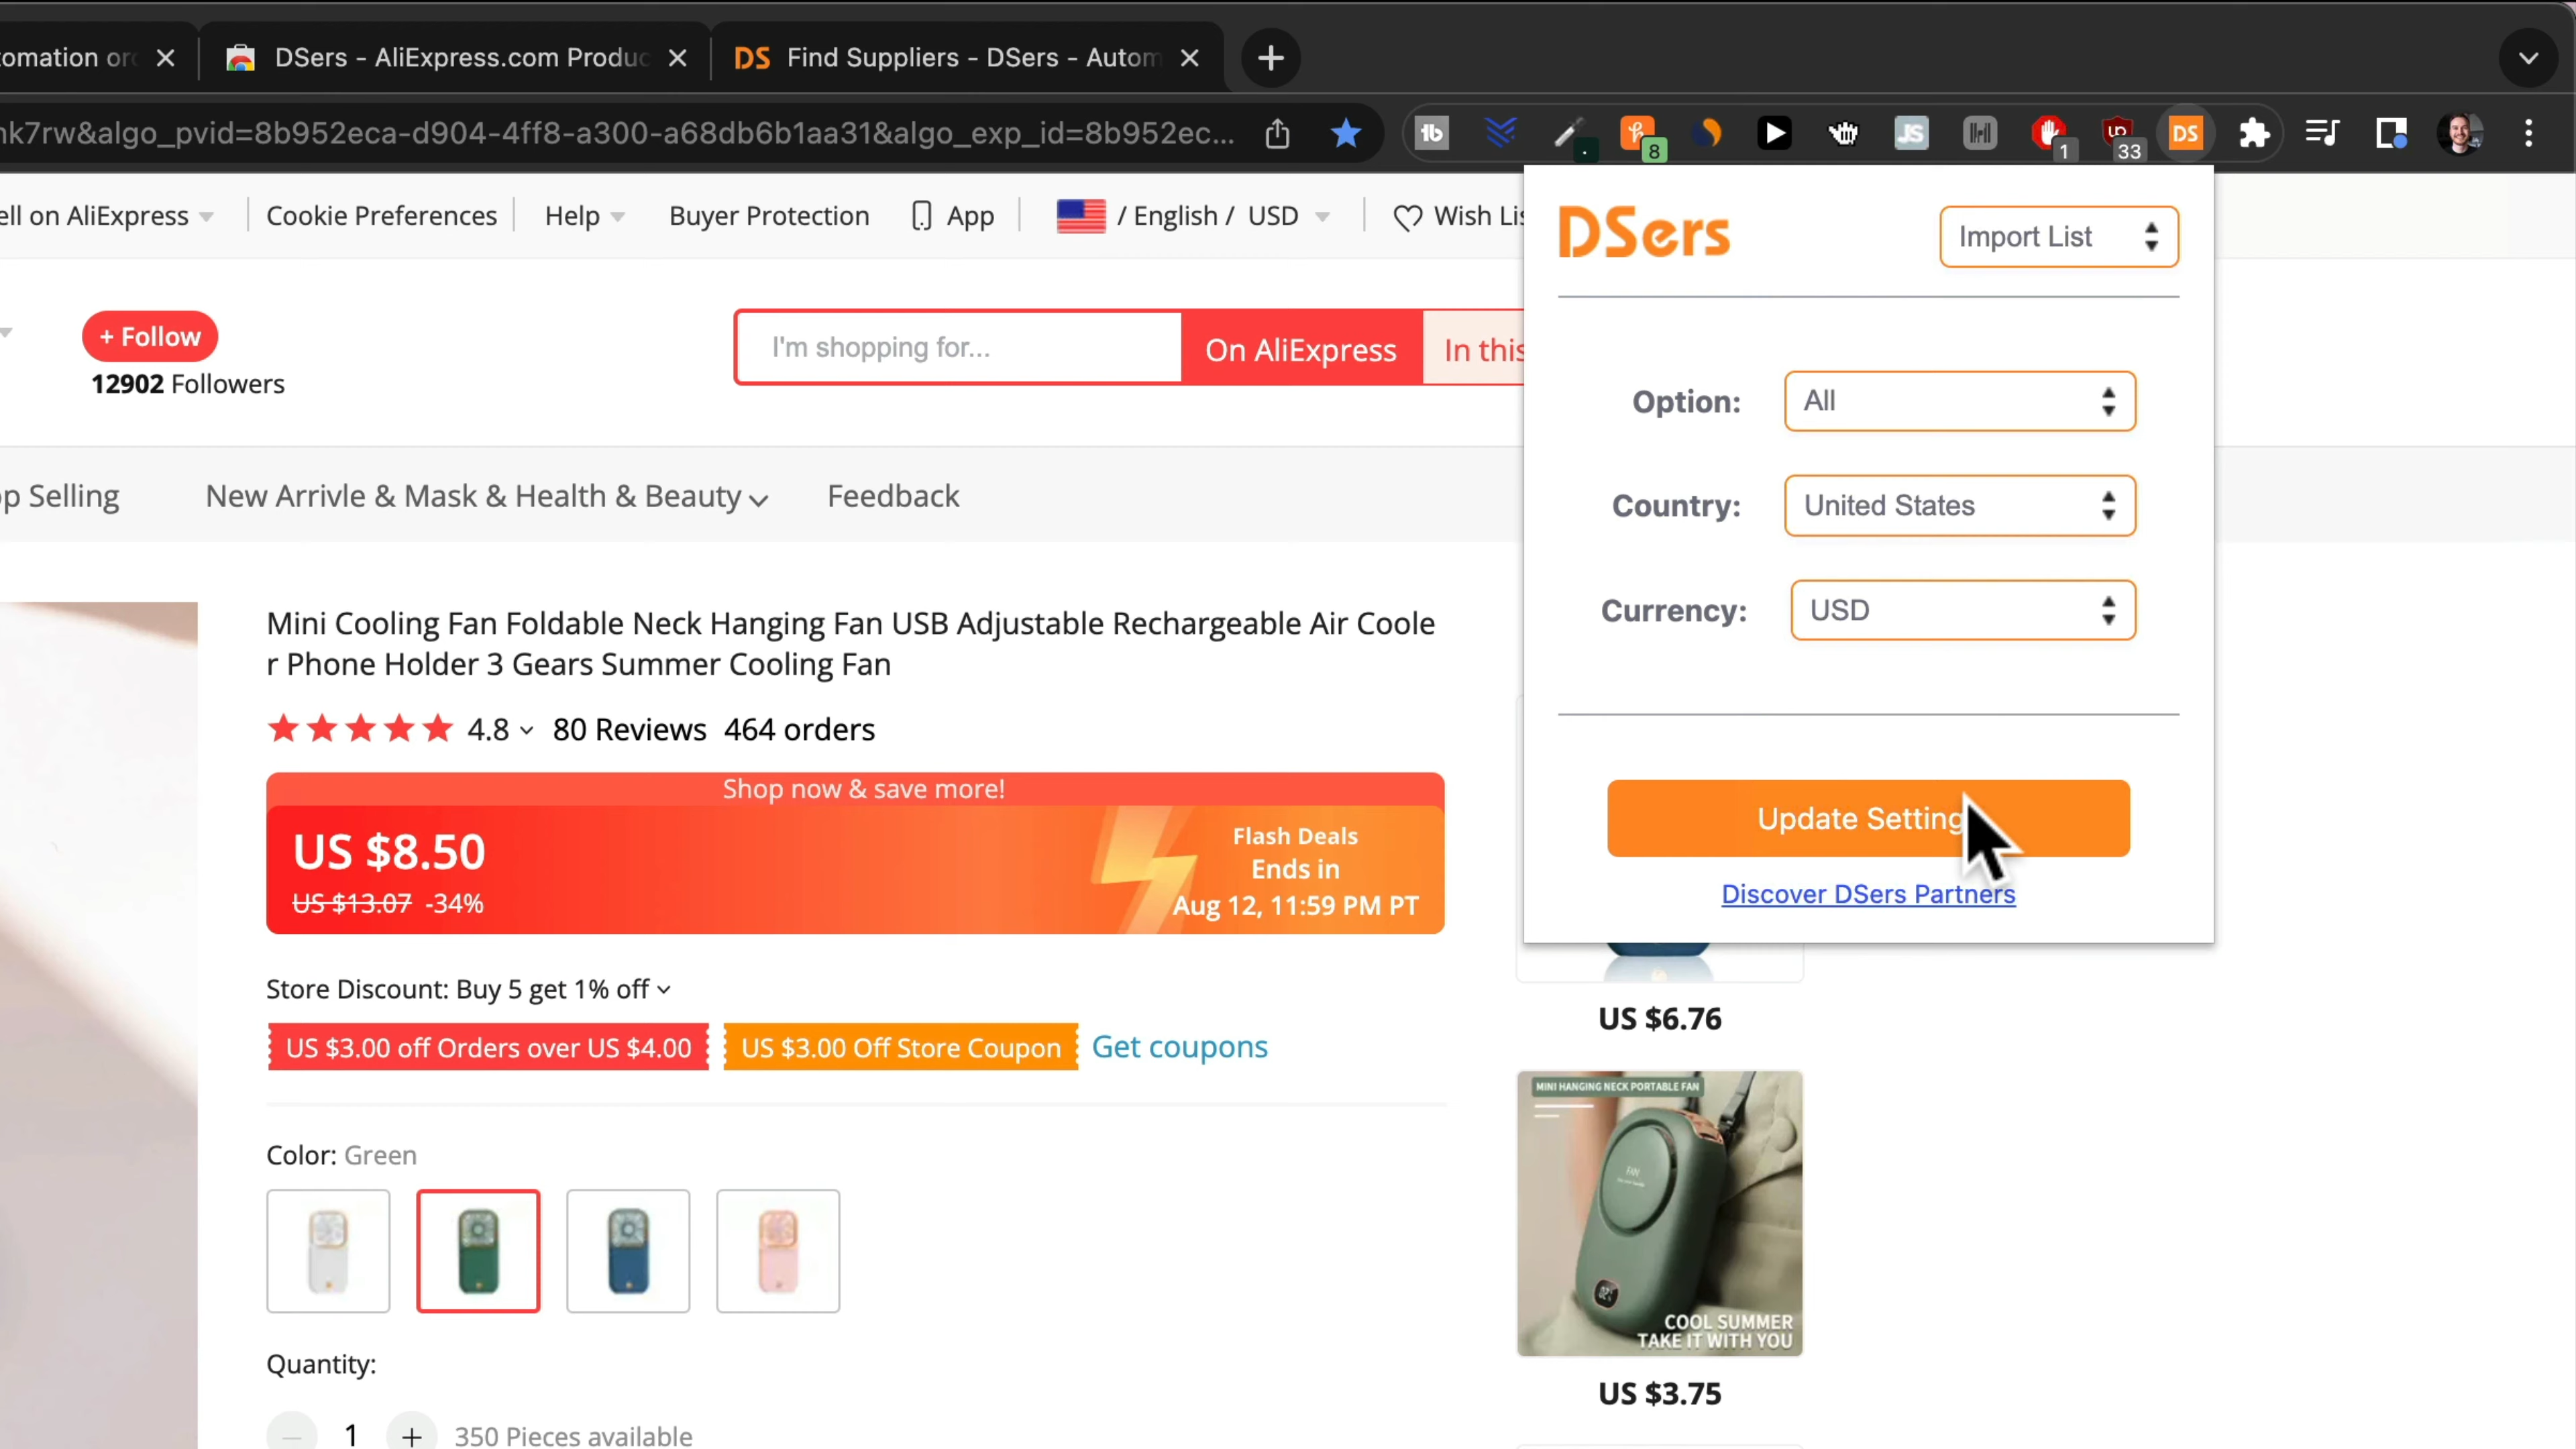 omation or
DSers - AliExpress.com Produc
DS
Find Suppliers - DSers - Autom
nk7rw&algo_pvid=8b952eca-d904-4ff8-a300-a68db6b1aa31&algo_exp_id=8b952ec...
8
JS
1
33
DS
ell on AliExpress
Cookie Preferences
Help
Buyer Protection
App
/ English / USD
Wish Lis
+ Follow
12902 Followers
I'm shopping for...
On AliExpress
In this
op Selling
New Arrivle & Mask & Health & Beauty
Feedback
DSers
Import List
Option:
All
Country:
United States
Currency:
USD
Update Setting
Discover DSers Partners
Mini Cooling Fan Foldable Neck Hanging Fan USB Adjustable Rechargeable Air Coole
r Phone Holder 3 Gears Summer Cooling Fan
4.8
80 Reviews
464 orders
Shop now & save more!
US $8.50
US $13.07 -34%
Flash Deals
Ends in
Aug 12, 11:59 PM PT
Store Discount: Buy 5 get 1% off
US $3.00 off Orders over US $4.00
US $3.00 Off Store Coupon
Get coupons
Color: Green
Quantity:
1
350 Pieces available
US $6.76
MINI HANGING NECK PORTABLE FAN
FAN
COOL SUMMER
TAKE IT WITH YOU
US $3.75